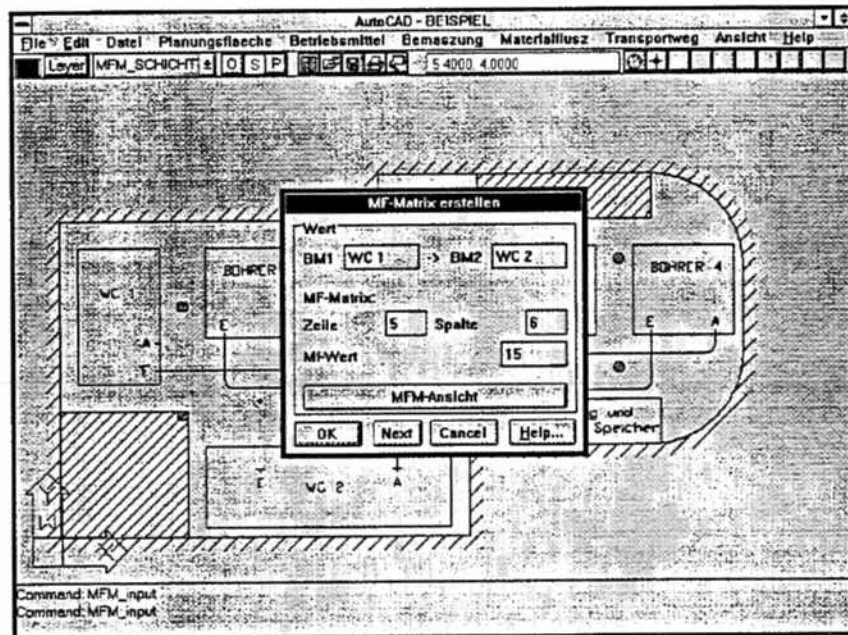 AutoCAD - BEISPIEL
File Edit Datei Planungsflaeche Betriebsmittel Bemaszung Materialflusz Transportweg Ansicht Help
Layer MFM_SCHICHT O S P 5.4000, 4.0000
MF-Matrix erstellen
Wert
BM1 WC 1 -> BM2 WC 2
MF-Matrix:
Zeile 5 Spalte 6
MF-Wert 15
MFM-Ansicht
OK Next Cancel Help...
WC 1
A
E
BOHRER
E
BOHRER 4
E A
und
Speicher
E WC 2 A
Command: MFM_input
Command: MFM_input